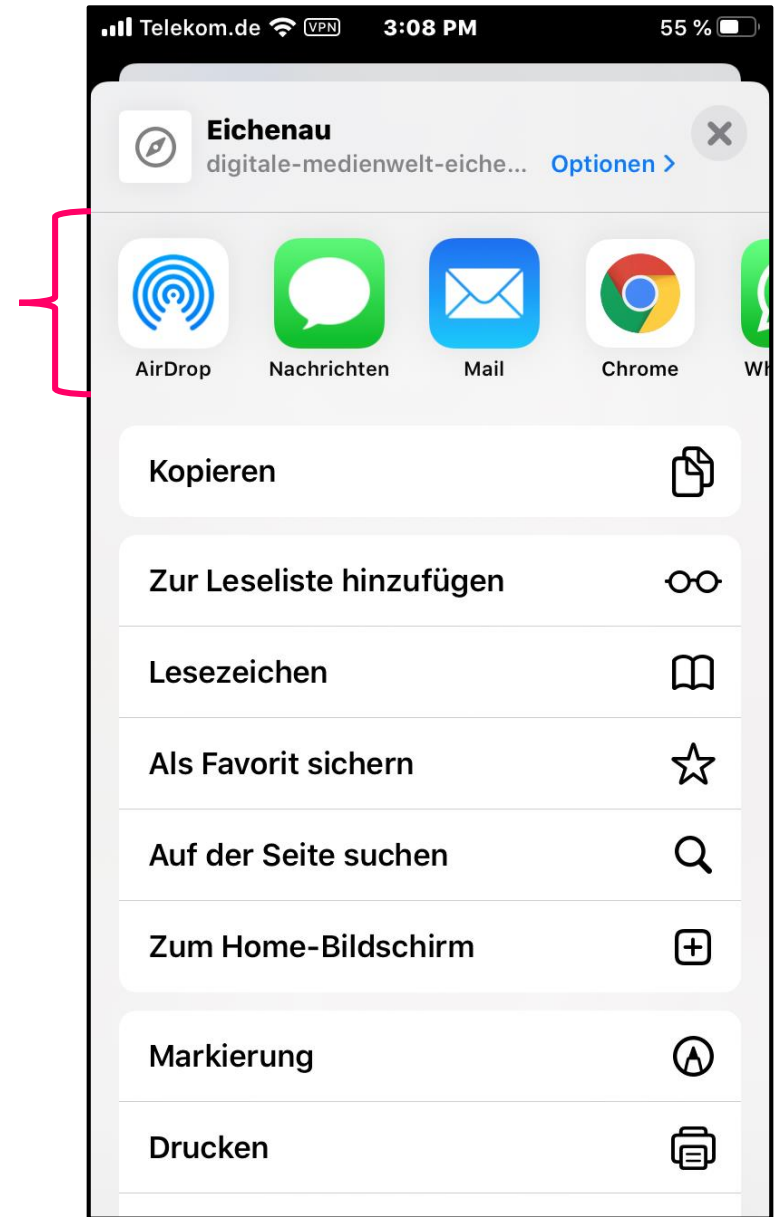 Telekom.de VPN 3:08 PM 55 %
Eichenau
digitale-medienwelt-eiche... Optionen >
AirDrop Nachrichten Mail Chrome Wh
Kopieren
Zur Leseliste hinzufügen
Lesezeichen
Als Favorit sichern
Auf der Seite suchen
Zum Home-Bildschirm
Markierung
Drucken